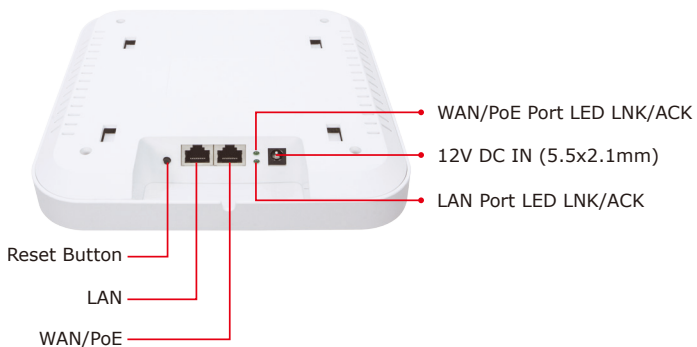 WAN/PoE Port LED LNK/ACK
12V DC IN (5.5x2.1mm)
LAN Port LED LNK/ACK
Reset Button
LAN
WAN/PoE